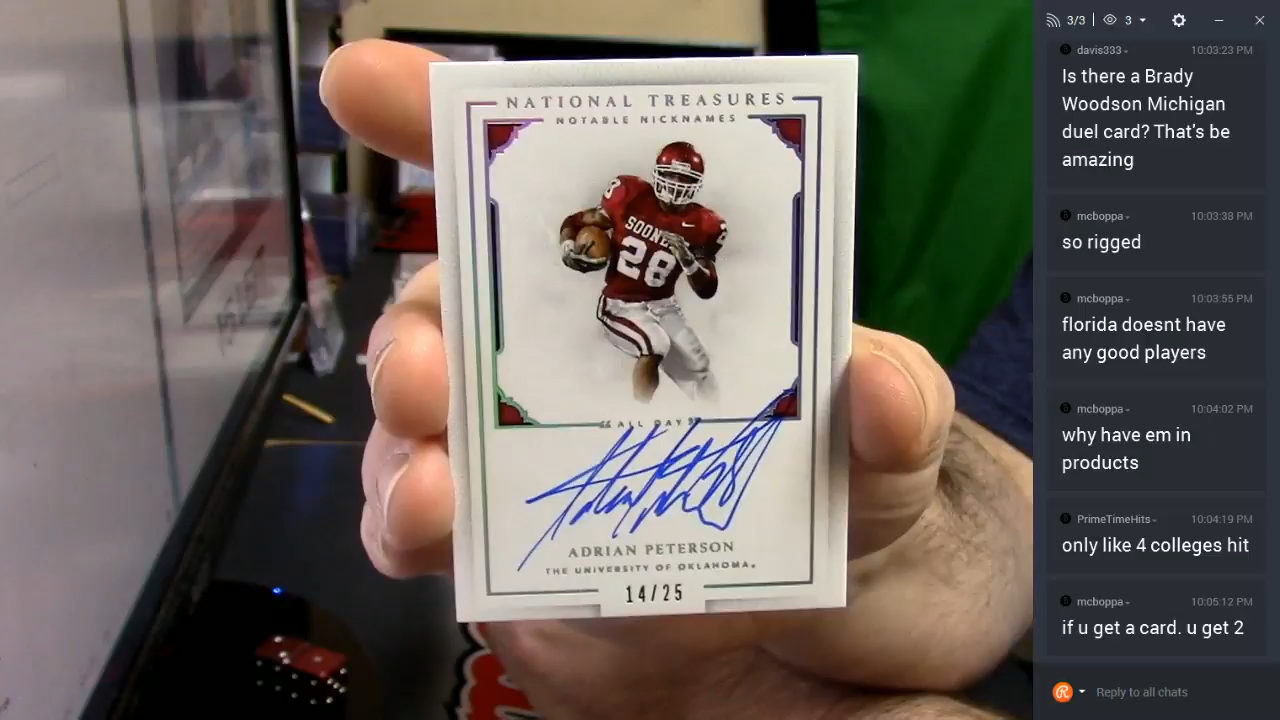 NATIONAL TREASURES
NOTABLE NICKNAMES
28
"ALL DAY"
28
ADRIAN PETERSON
THE UNIVERSITY OF OKLAHOMA.
14/25
3/3 3
davis333 10:03:23 PM
Is there a Brady
Woodson Michigan
duel card? That's be
amazing
mcboppa 10:03:38 PM
so rigged
mcboppa 10:03:55 PM
florida doesnt have
any good players
mcboppa 10:04:02 PM
why have em in
products
PrimeTimeHits 10:04:19 PM
only like 4 colleges hit
mcboppa 10:05:12 PM
if u get a card. u get 2
Reply to all chats